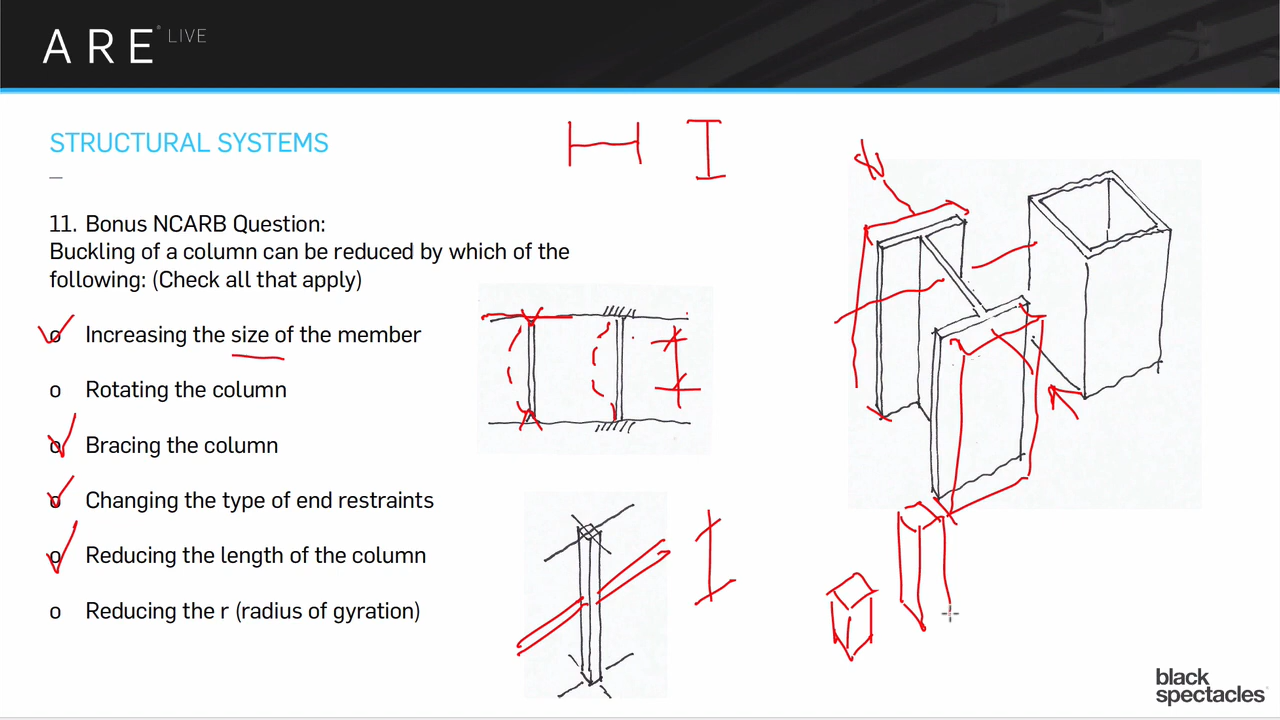 ARE® LIVE
STRUCTURAL SYSTEMS
11. Bonus NCARB Question:
Buckling of a column can be reduced by which of the
following: (Check all that apply)
o Increasing the size of the member
o Rotating the column
o Bracing the column
o Changing the type of end restraints
o Reducing the length of the column
o Reducing the r (radius of gyration)
black
spectacles